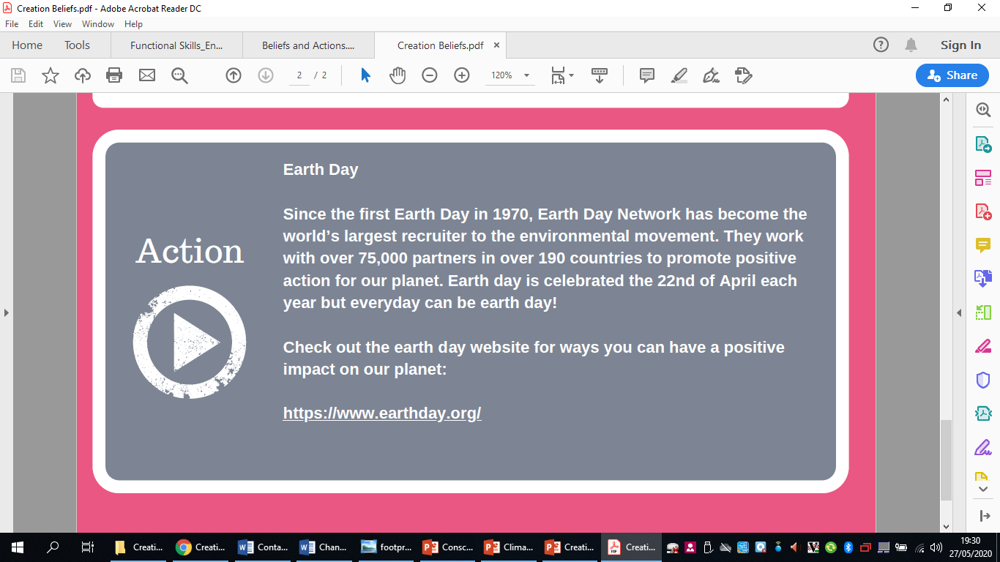 Creation Beliefs.pdf - Adobe Acrobat Reader DC
File Edit View Window Help
Home Tools Functional Skills_En... Beliefs and Actions.... Creation Beliefs.pdf Sign In
2 / 2 120% Share
Earth Day
Since the first Earth Day in 1970, Earth Day Network has become the
world’s largest recruiter to the environmental movement. They work
with over 75,000 partners in over 190 countries to promote positive
action for our planet. Earth day is celebrated the 22nd of April each
year but everyday can be earth day!
Action
Check out the earth day website for ways you can have a positive
impact on our planet:
https://www.earthday.org/
Creati... Creati... Conta... Chan... footpr... Consc... Clima... Creati... Creati... 19:30
27/05/2020